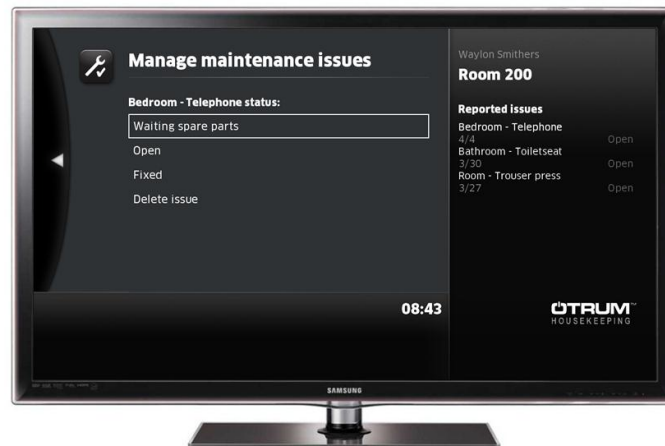 Manage maintenance issues
Bedroom - Telephone status:
Waiting spare parts
Open
Fixed
Delete issue
08:43
Waylon Smithers
Room 200
Reported issues
Bedroom - Telephone
4/4 Open
Bathroom - Toiletseat
3/30 Open
Room - Trouser press
3/27 Open
OTRUM™
HOUSEKEEPING
SAMSUNG